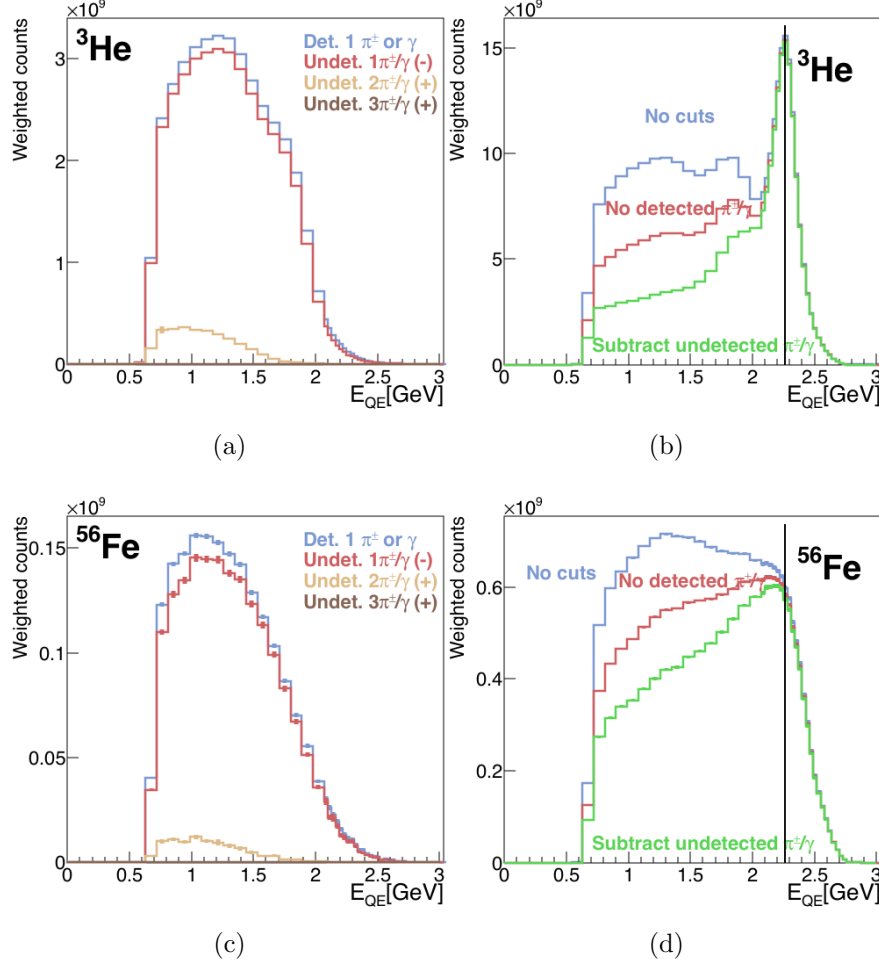 ×10⁹
Weighted counts
³He
Det. 1 π± or γ
Undet. 1π±/γ (-)
Undet. 2π±/γ (+)
Undet. 3π±/γ (+)
3
2
1
0
0 0.5 1 1.5 2 2.5 3
E_QE[GeV]
(a)
×10⁹
Weighted counts
³He
No cuts
No detected π±/γ
Subtract undetected π±/γ
15
10
5
0
0 0.5 1 1.5 2 2.5 3
E_QE[GeV]
(b)
×10⁹
Weighted counts
⁵⁶Fe
Det. 1 π± or γ
Undet. 1π±/γ (-)
Undet. 2π±/γ (+)
Undet. 3π±/γ (+)
0.15
0.1
0.05
0
0 0.5 1 1.5 2 2.5 3
E_QE[GeV]
(c)
×10⁹
Weighted counts
⁵⁶Fe
No cuts
No detected π±/γ
Subtract undetected π±/γ
0.6
0.4
0.2
0
0 0.5 1 1.5 2 2.5 3
E_QE[GeV]
(d)